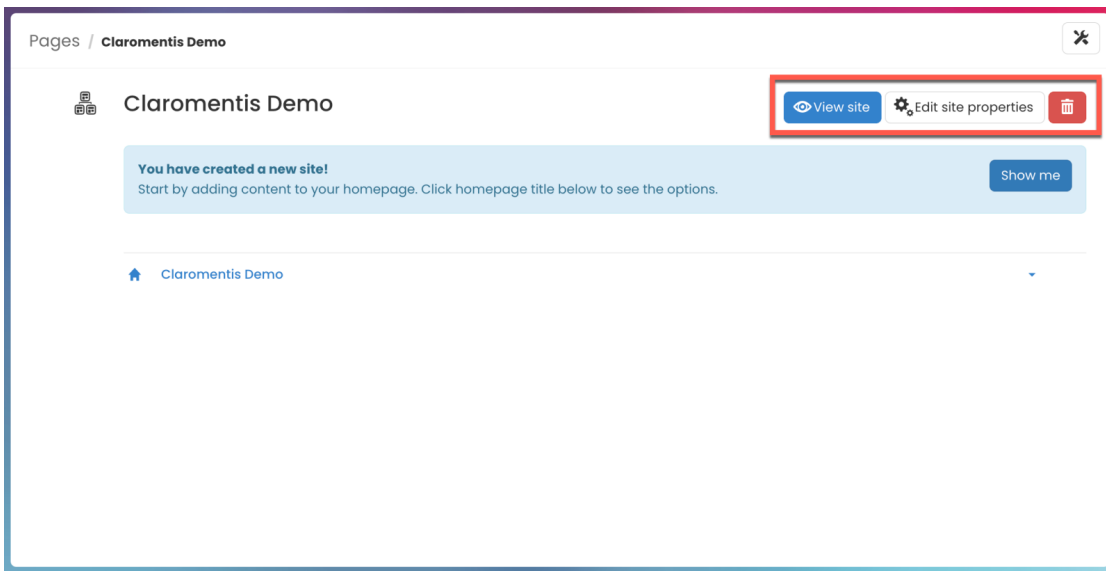 Pages / Claromentis Demo
Claromentis Demo
View site
Edit site properties
You have created a new site!
Start by adding content to your homepage. Click homepage title below to see the options.
Show me
Claromentis Demo